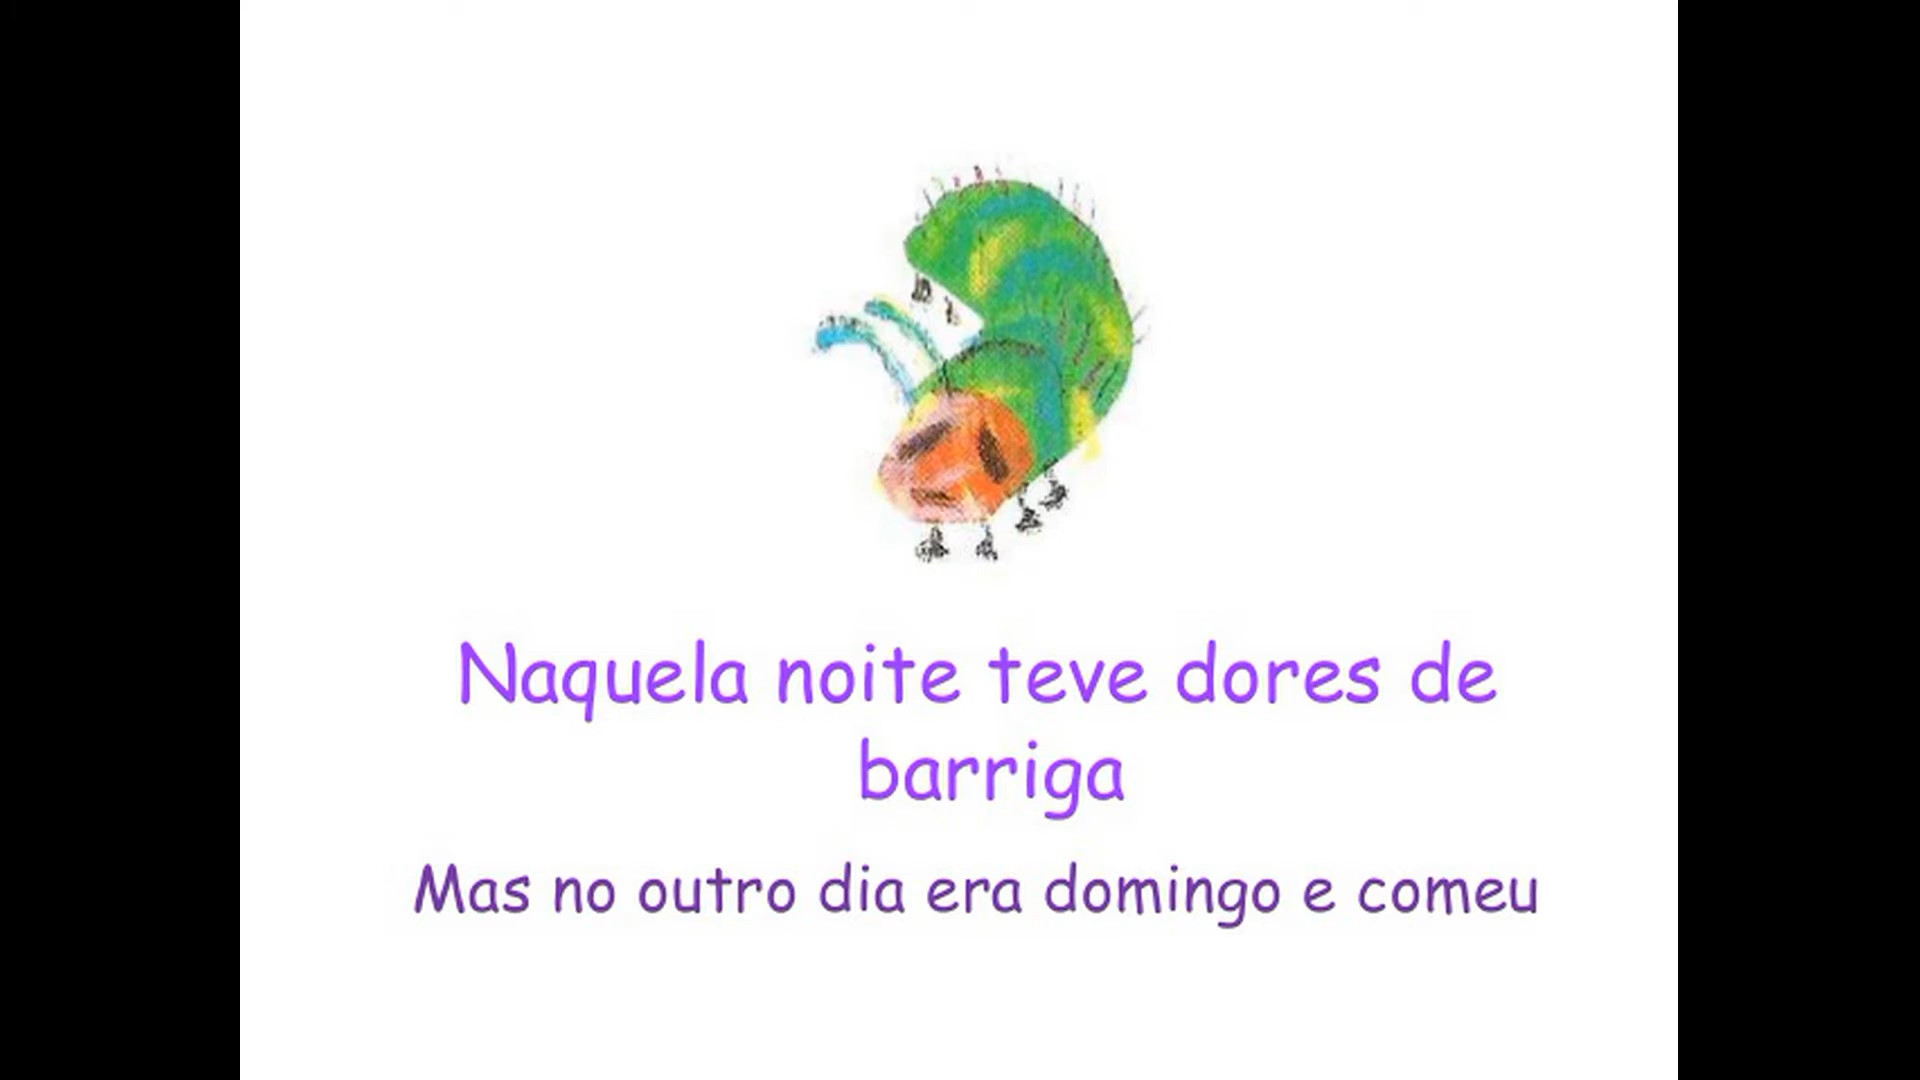 Naquela noite teve dores de
barriga
Mas no outro dia era domingo e comeu